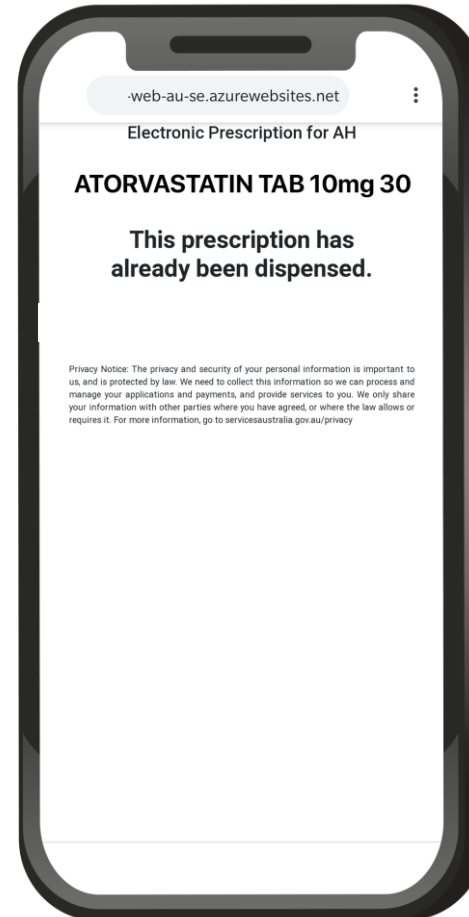 -web-au-se.azurewebsites.net
Electronic Prescription for AH
ATORVASTATIN TAB 10mg 30
This prescription has
already been dispensed.
Privacy Notice: The privacy and security of your personal information is important to
us, and is protected by law. We need to collect this information so we can process and
manage your applications and payments, and provide services to you. We only share
your information with other parties where you have agreed, or where the law allows or
requires it. For more information, go to servicesaustralia.gov.au/privacy